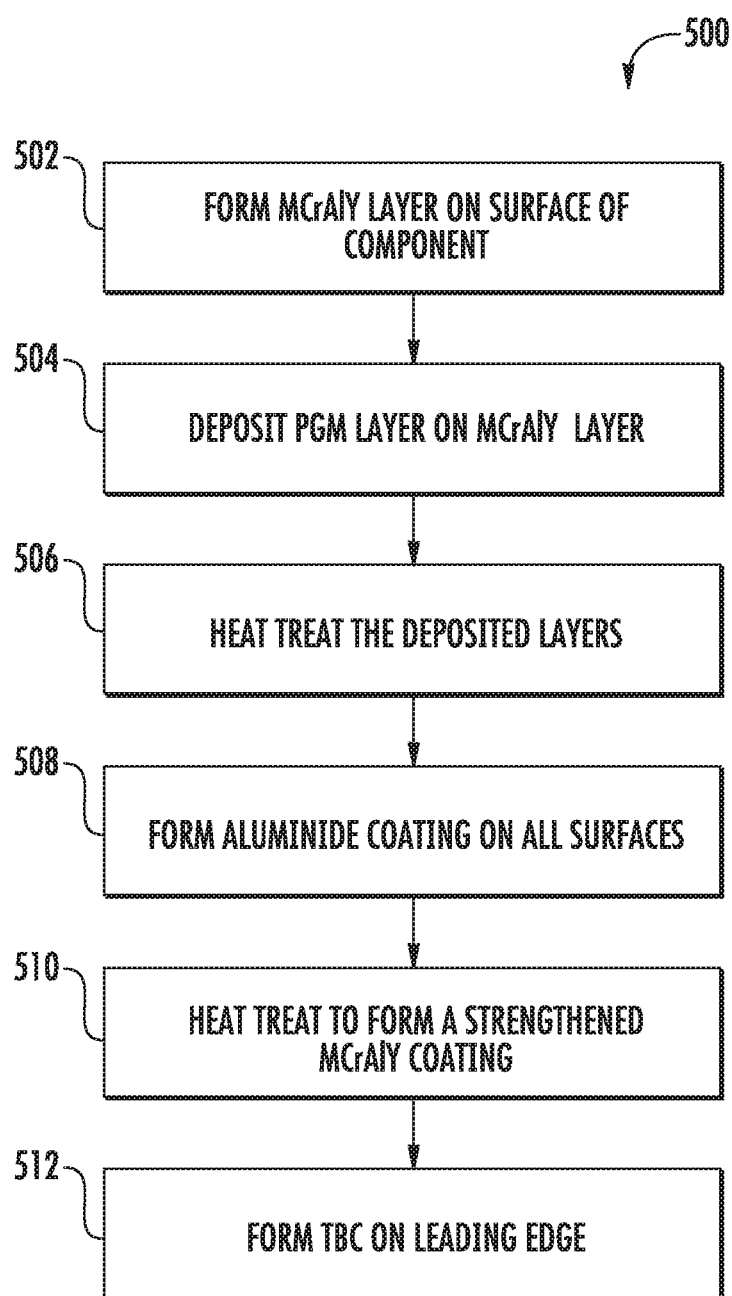 500
502
FORM MCrAlY LAYER ON SURFACE OF
COMPONENT
504
DEPOSIT PGM LAYER ON MCrAlY LAYER
506
HEAT TREAT THE DEPOSITED LAYERS
508
FORM ALUMINIDE COATING ON ALL SURFACES
510
HEAT TREAT TO FORM A STRENGTHENED
MCrAlY COATING
512
FORM TBC ON LEADING EDGE